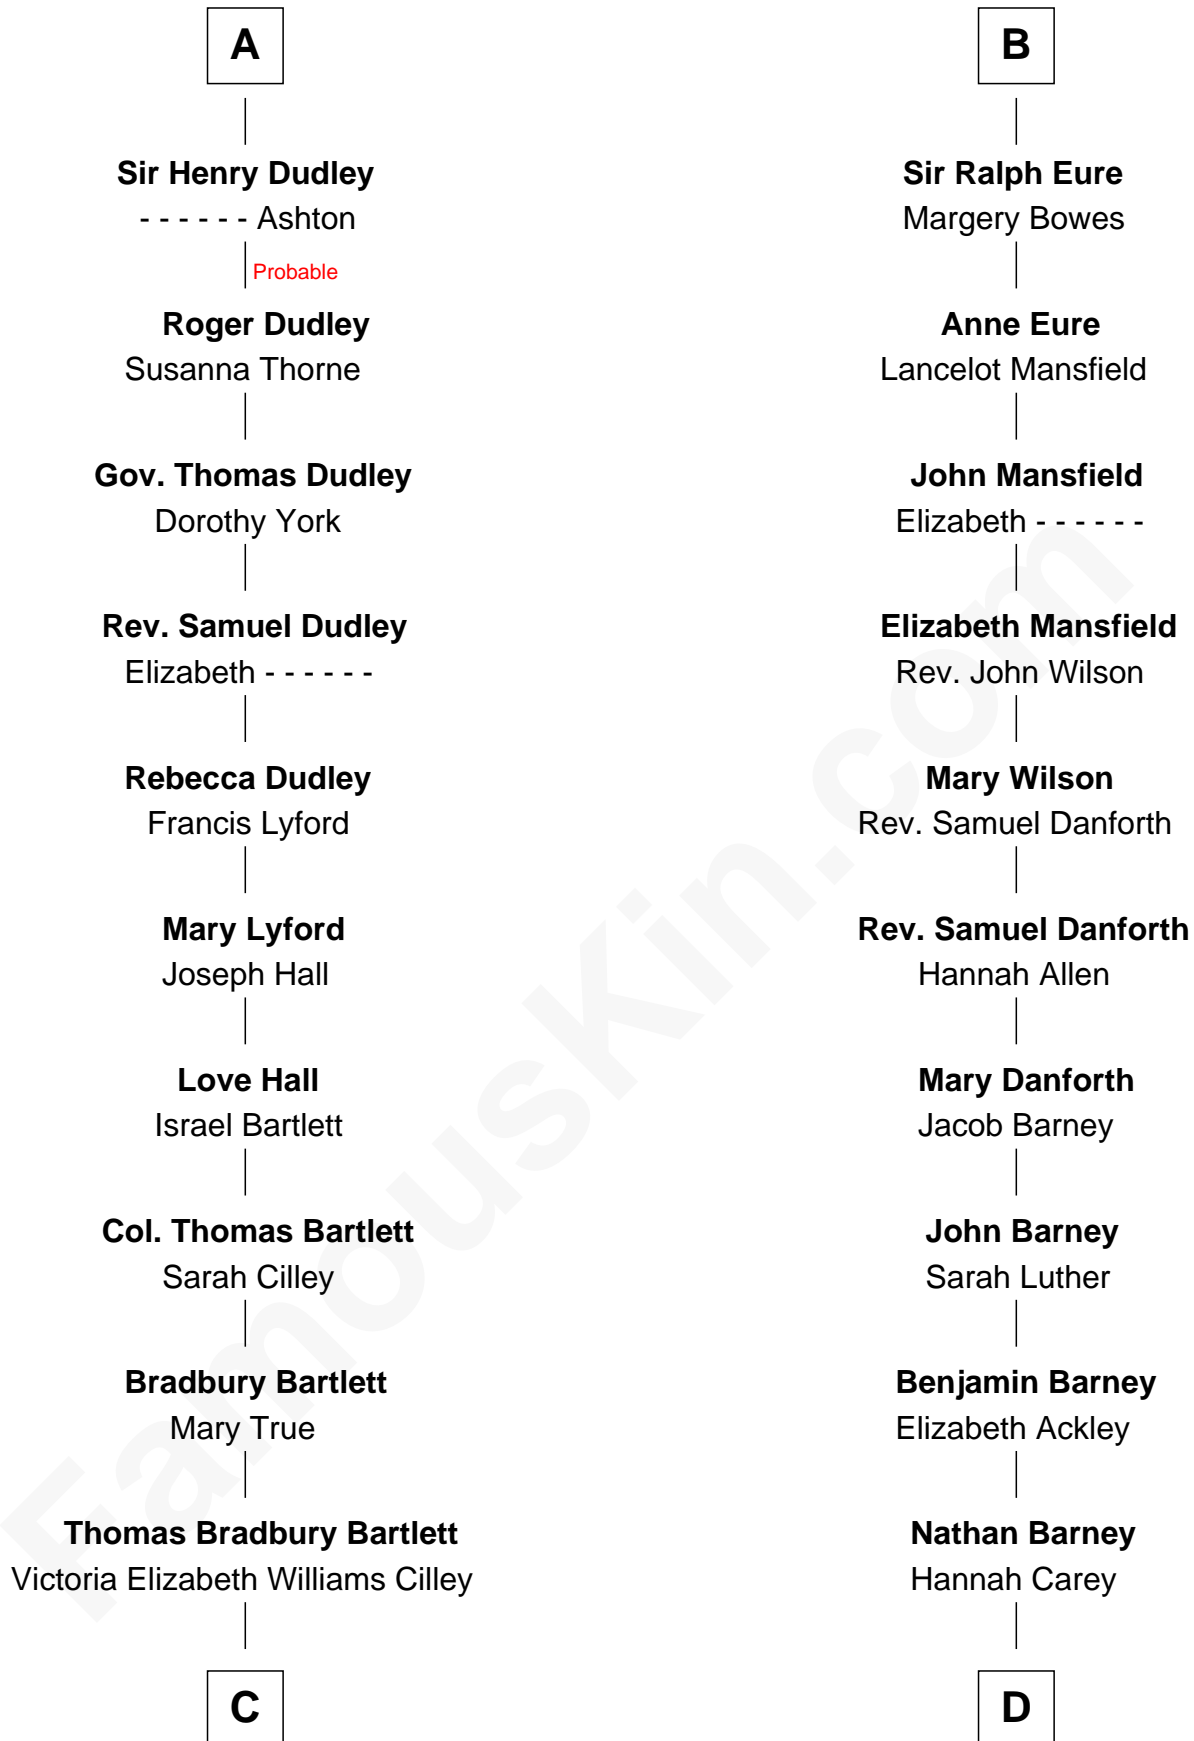 A
Sir Henry Dudley
- - - - - - Ashton
Probable
Roger Dudley
Susanna Thorne
Gov. Thomas Dudley
Dorothy York
Rev. Samuel Dudley
Elizabeth - - - - - -
Rebecca Dudley
Francis Lyford
Mary Lyford
Joseph Hall
Love Hall
Israel Bartlett
Col. Thomas Bartlett
Sarah Cilley
Bradbury Bartlett
Mary True
Thomas Bradbury Bartlett
Victoria Elizabeth Williams Cilley
C
B
Sir Ralph Eure
Margery Bowes
Anne Eure
Lancelot Mansfield
John Mansfield
Elizabeth - - - - - -
Elizabeth Mansfield
Rev. John Wilson
Mary Wilson
Rev. Samuel Danforth
Rev. Samuel Danforth
Hannah Allen
Mary Danforth
Jacob Barney
John Barney
Sarah Luther
Benjamin Barney
Elizabeth Ackley
Nathan Barney
Hannah Carey
D
FamousKin.com